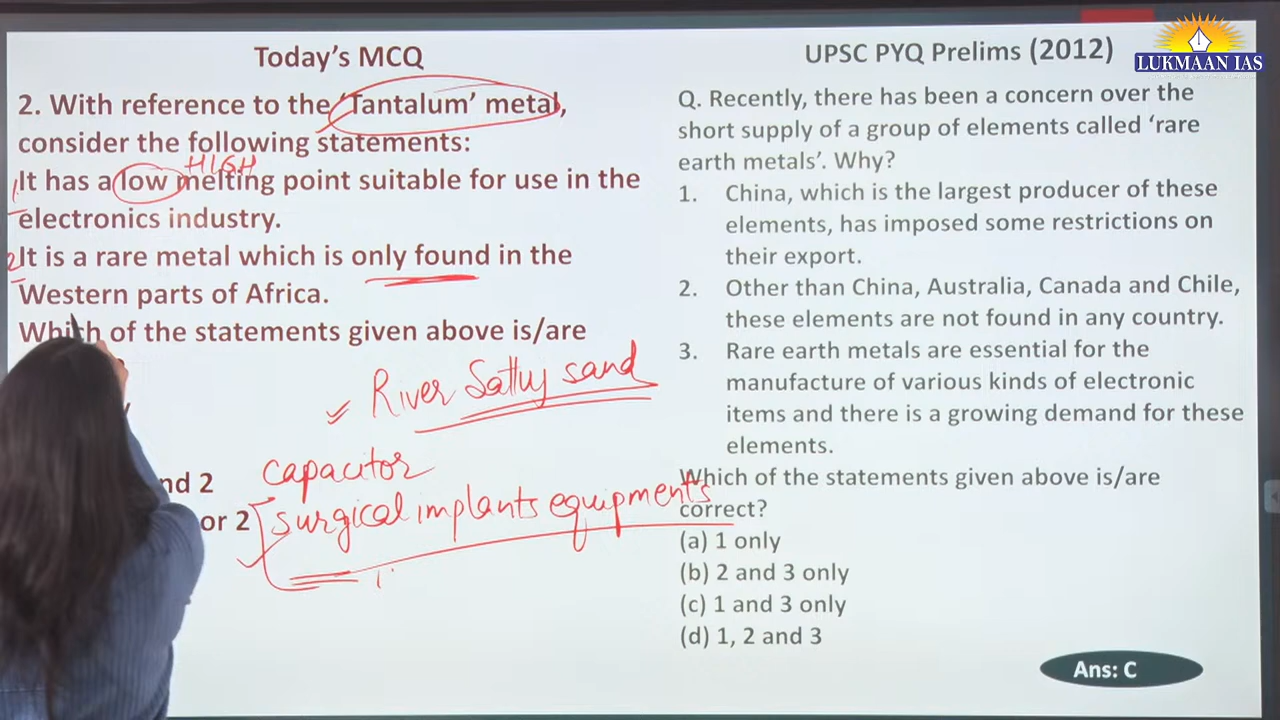 LUKMAAN IAS
Today's MCQ
2. With reference to the 'Tantalum' metal,
consider the following statements:
HIGH
1 It has a low melting point suitable for use in the
electronics industry.
2 It is a rare metal which is only found in the
Western parts of Africa.
Which of the statements given above is/are
River Satluj sand
nd 2
or 2
capacitor
surgical implants equipments
UPSC PYQ Prelims (2012)
Q. Recently, there has been a concern over the
short supply of a group of elements called 'rare
earth metals'. Why?
1. China, which is the largest producer of these
elements, has imposed some restrictions on
their export.
2. Other than China, Australia, Canada and Chile,
these elements are not found in any country.
3. Rare earth metals are essential for the
manufacture of various kinds of electronic
items and there is a growing demand for these
elements.
Which of the statements given above is/are
correct?
(a) 1 only
(b) 2 and 3 only
(c) 1 and 3 only
(d) 1, 2 and 3
Ans: C